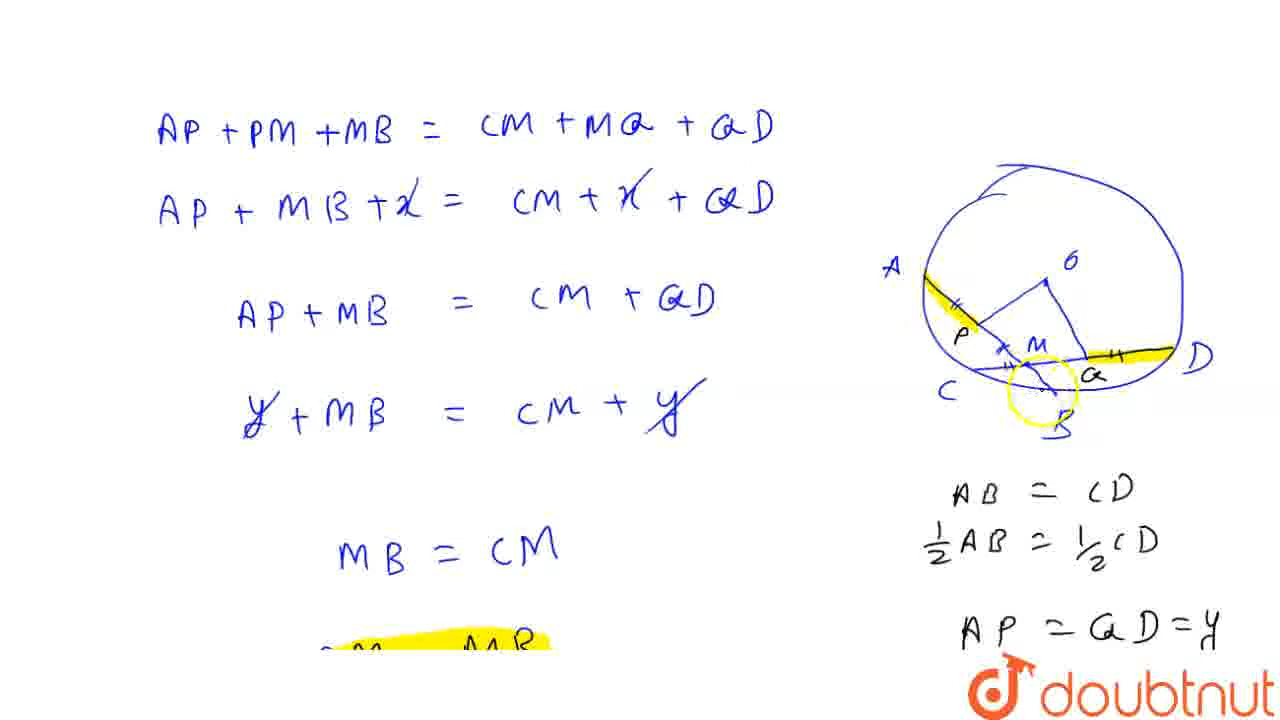 AP + PM + MB = CM + MQ + QD
AP + MB + x = CM + x + QD
AP + MB = CM + QD
y + MB = CM + y
MB = CM
MB
A
O
P
x
M
C
Q
D
B
AB = CD
1/2 AB = 1/2 CD
AP = QD = y
doubtnut